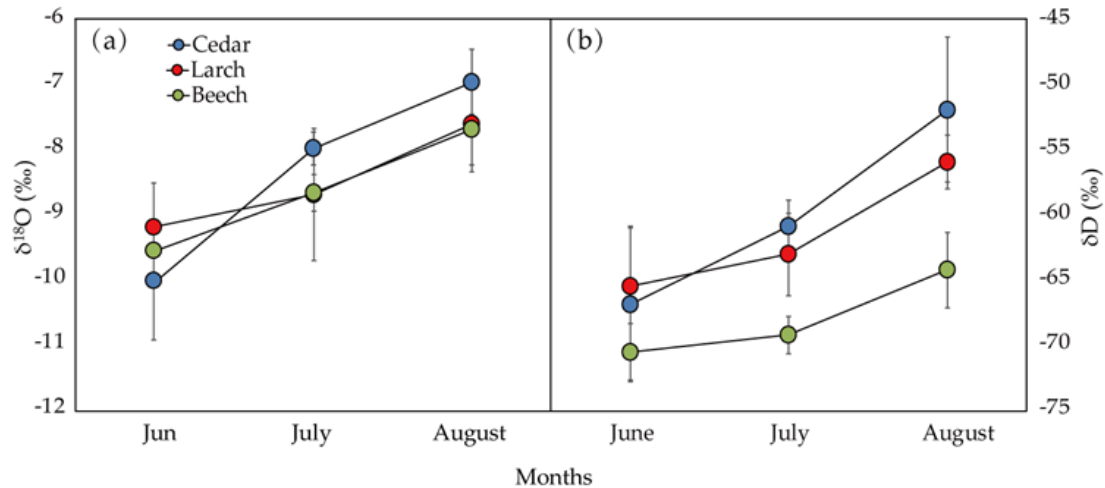 (a)
Cedar
Larch
Beech
δ¹⁸O (‰)
-6
-7
-8
-9
-10
-11
-12
Jun July August
(b)
δD (‰)
-45
-50
-55
-60
-65
-70
-75
June July August
Months